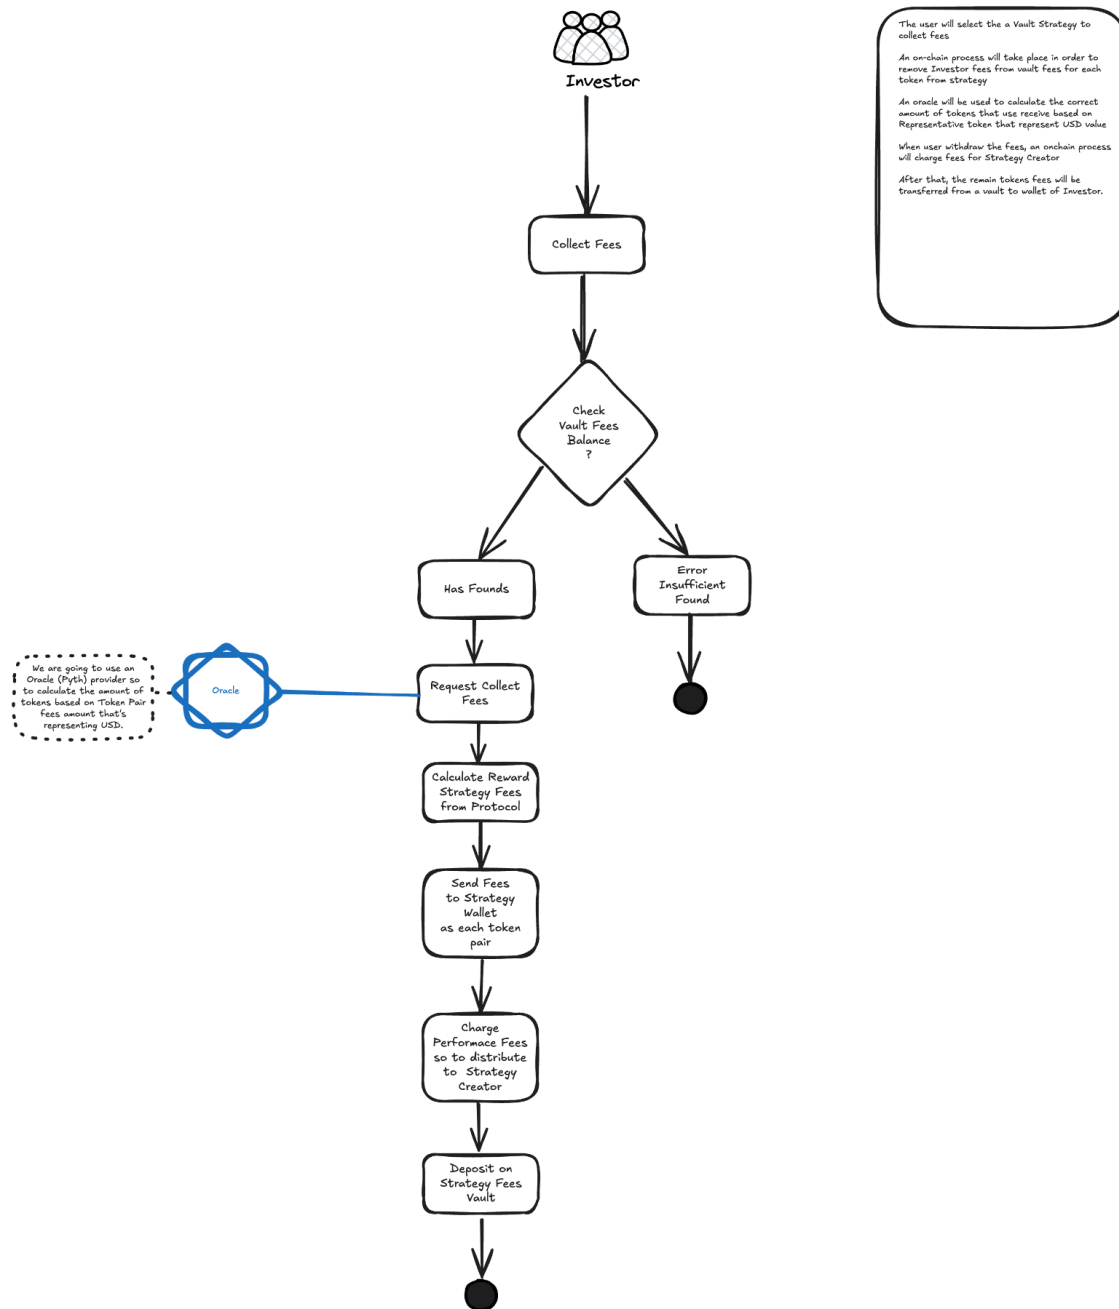 Investor
The user will select the a Vault Strategy to
collect fees
An on-chain process will take place in order to
remove Investor fees from vault fees for each
token from strategy
An oracle will be used to calculate the correct
amount of tokens that use receive based on
Representative token that represent USD value
When user withdraw the fees, an onchain process
will charge fees for Strategy Creator
After that, the remain tokens fees will be
transferred from a vault to wallet of Investor.
Collect Fees
Check
Vault Fees
Balance
?
Has Founds
Error
Insufficient
Found
We are going to use an
Oracle (Pyth) provider so
to calculate the amount of
tokens based on Token Pair
fees amount that's
representing USD.
Oracle
Request Collect
Fees
Calculate Reward
Strategy Fees
from Protocol
Send Fees
to Strategy
Wallet
as each token
pair
Charge
Performace Fees
so to distribute
to Strategy
Creator
Deposit on
Strategy Fees
Vault